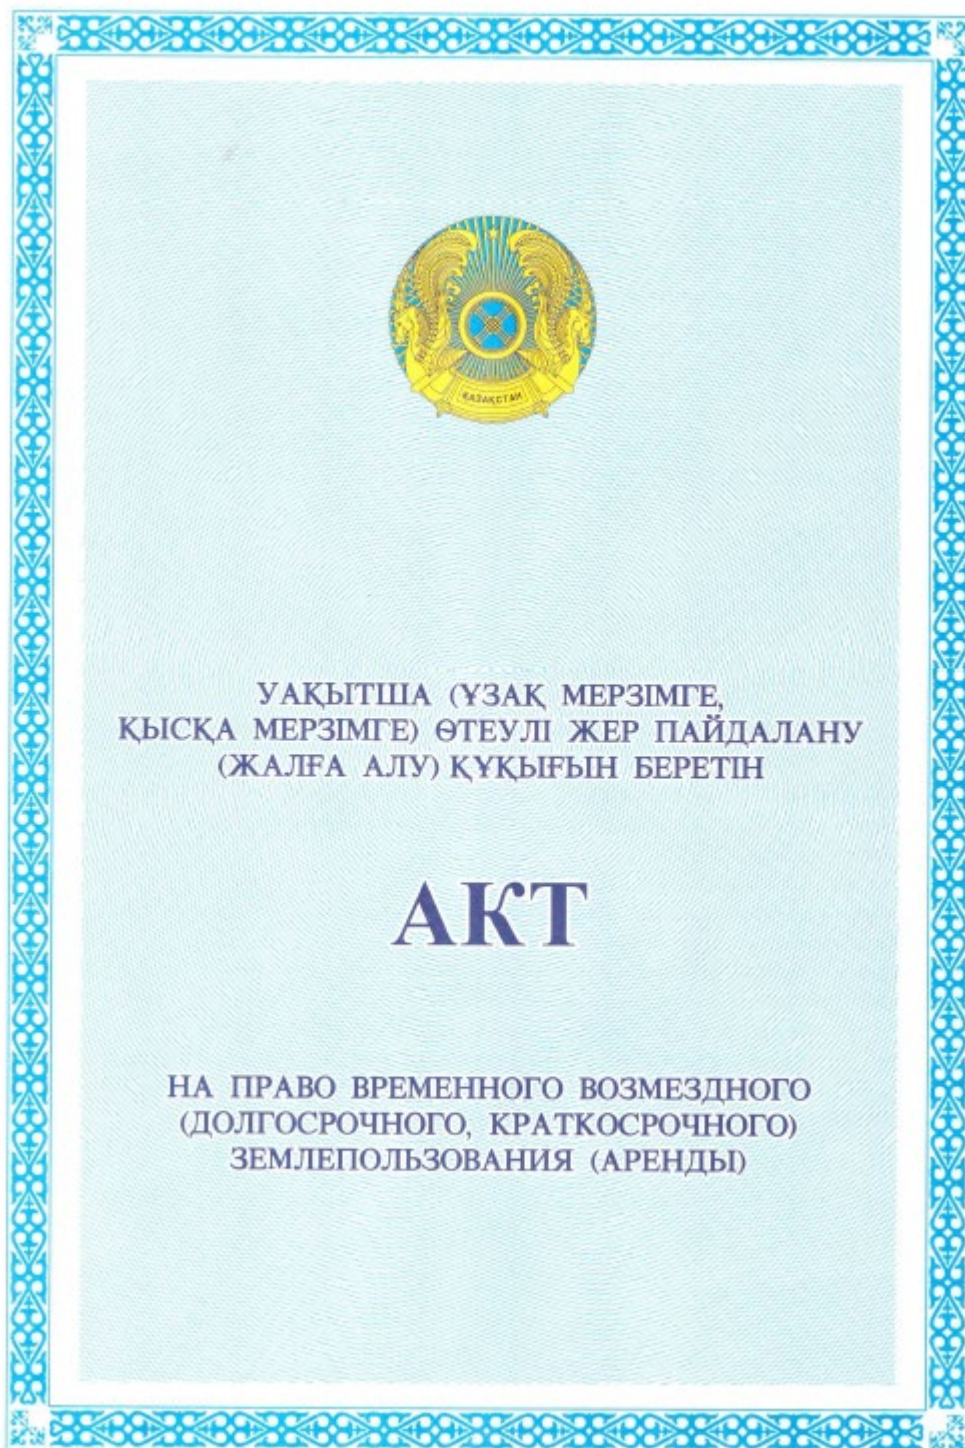 ҚАЗАҚСТАН
УАҚЫТША (ҰЗАҚ МЕРЗІМГЕ,
ҚЫСҚА МЕРЗІМГЕ) ӨТЕУЛІ ЖЕР ПАЙДАЛАНУ
(ЖАЛҒА АЛУ) ҚҰҚЫҒЫН БЕРЕТІН
АКТ
НА ПРАВО ВРЕМЕННОГО ВОЗМЕЗДНОГО
(ДОЛГОСРОЧНОГО, КРАТКОСРОЧНОГО)
ЗЕМЛЕПОЛЬЗОВАНИЯ (АРЕНДЫ)